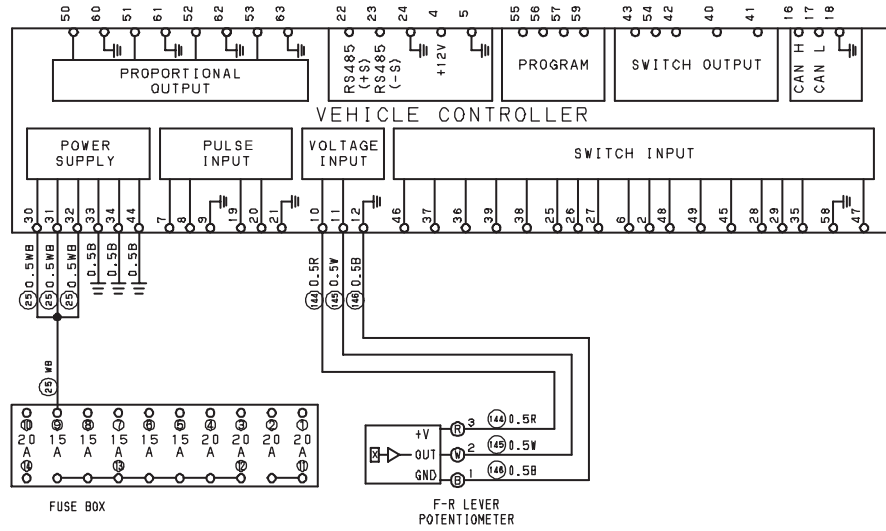 50 60 51 61 52 62 53 63 22 23 24 4 5 55 56 57 59 43 54 42 40 41 16 17 18
PROPORTIONAL
OUTPUT
RS485
(+S)
RS485
(-S)
+12V
PROGRAM
SWITCH OUTPUT
CAN H
CAN L
VEHICLE CONTROLLER
POWER
SUPPLY
PULSE
INPUT
VOLTAGE
INPUT
SWITCH INPUT
30 31 32 33 34 44 7 8 9 19 20 21 10 11 12 46 37 36 39 38 25 26 27 6 2 48 49 45 28 29 35 58 47
25 0.5WB
25 0.5WB
25 0.5WB
0.5B
0.5B
0.5B
144 0.5R
145 0.5W
146 0.5B
25 WB
10 9 8 7 6 5 4 3 2 1
20 15 15 15 15 15 20 20 20 20
A A A A A A A A A A
14 13 12 11
FUSE BOX
+V R 3 144 0.5R
X OUT W 2 145 0.5W
GND B 1 146 0.5B
F-R LEVER
POTENTIOMETER